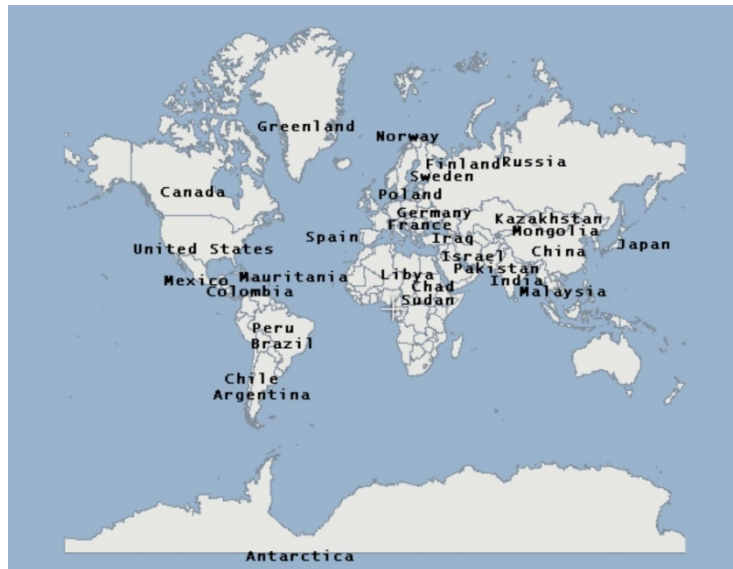 Greenland
Norway
Finland
Russia
Sweden
Canada
Poland
Germany
Kazakhstan
France
Mongolia
Spain
Iraq
Japan
United States
China
Israel
Pakistan
Libya
Mauritania
Mexico
India
Chad
Colombia
Malaysia
Sudan
Peru
Brazil
Chile
Argentina
Antarctica